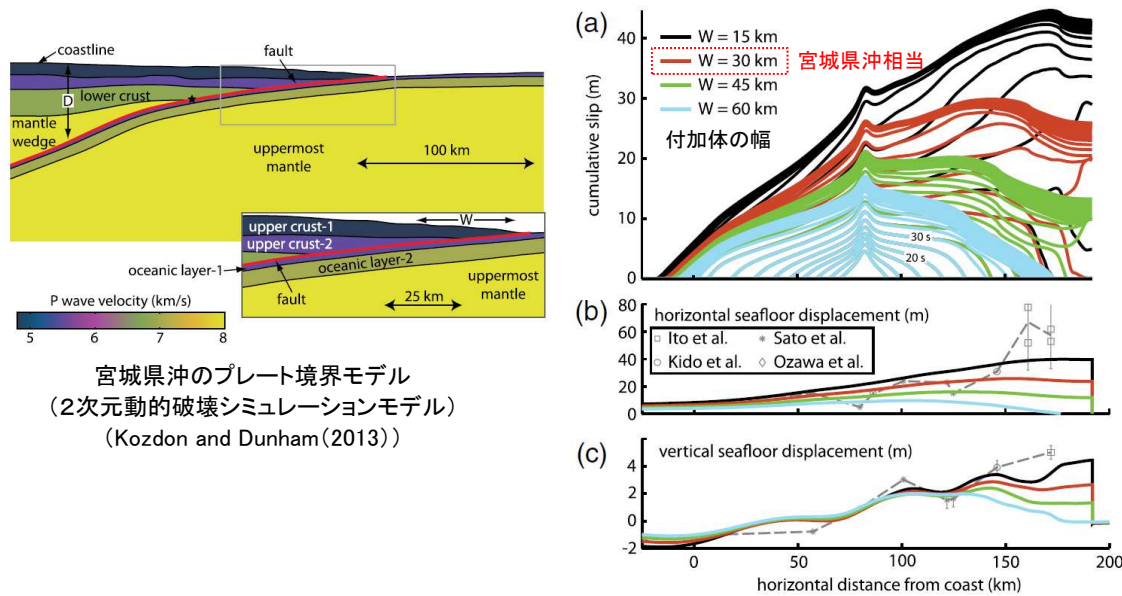 coastline
fault
D
lower crust
mantle
wedge
uppermost
mantle
100 km
W
upper crust-1
upper crust-2
oceanic layer-1
oceanic layer-2
fault
uppermost
mantle
25 km
P wave velocity (km/s)
5 6 7 8
宮城県沖のプレート境界モデル
(2次元動的破壊シミュレーションモデル)
(Kozdon and Dunham(2013))
(a)
cumulative slip (m)
40
30
20
10
0
W = 15 km
W = 30 km 宮城県沖相当
W = 45 km
W = 60 km
付加体の幅
30 s
20 s
(b)
horizontal seafloor displacement (m)
80
60
40
20
0
Ito et al. Sato et al.
Kido et al. Ozawa et al.
(c)
vertical seafloor displacement (m)
4
2
0
-2
0 50 100 150 200
horizontal distance from coast (km)